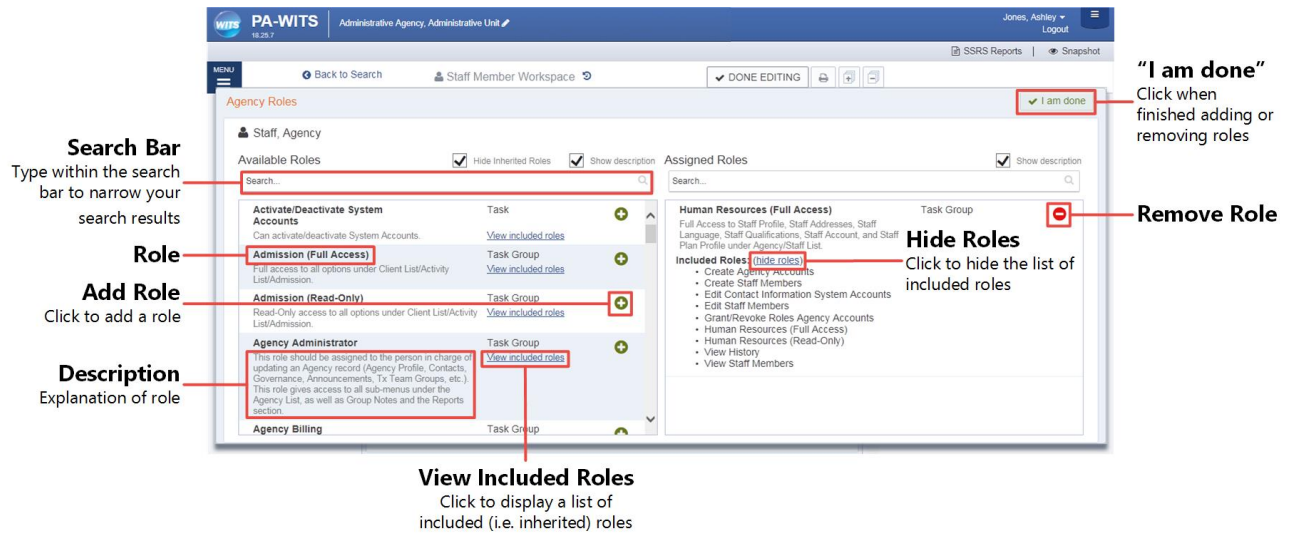 WITS
PA-WITS
18.25.7
Administrative Agency, Administrative Unit
Jones, Ashley
Logout
SSRS Reports | Snapshot
MENU
Back to Search
Staff Member Workspace
DONE EDITING
Agency Roles
I am done
"I am done"
Click when
finished adding or
removing roles
Staff, Agency
Available Roles
Hide Inherited Roles
Show description
Search...
Search Bar
Type within the search
bar to narrow your
search results
Activate/Deactivate System
Accounts
Task
Can activate/deactivate System Accounts.
View included roles
Role
Admission (Full Access)
Task Group
Full access to all options under Client List/Activity
List/Admission.
View included roles
Add Role
Click to add a role
Admission (Read-Only)
Task Group
Read-Only access to all options under Client List/Activity
List/Admission.
View included roles
Description
Explanation of role
Agency Administrator
Task Group
This role should be assigned to the person in charge of
updating an Agency record (Agency Profile, Contacts,
Governance, Announcements, Tx Team Groups, etc.).
This role gives access to all sub-menus under the
Agency List, as well as Group Notes and the Reports
section.
View included roles
Agency Billing
Task Group
View Included Roles
Click to display a list of
included (i.e. inherited) roles
Assigned Roles
Show description
Search...
Human Resources (Full Access)
Task Group
Full Access to Staff Profile, Staff Addresses, Staff
Language, Staff Qualifications, Staff Account, and Staff
Plan Profile under Agency/Staff List.
Included Roles: (hide roles)
• Create Agency Accounts
• Create Staff Members
• Edit Contact Information System Accounts
• Edit Staff Members
• Grant/Revoke Roles Agency Accounts
• Human Resources (Full Access)
• Human Resources (Read-Only)
• View History
• View Staff Members
Remove Role
Hide Roles
Click to hide the list of
included roles